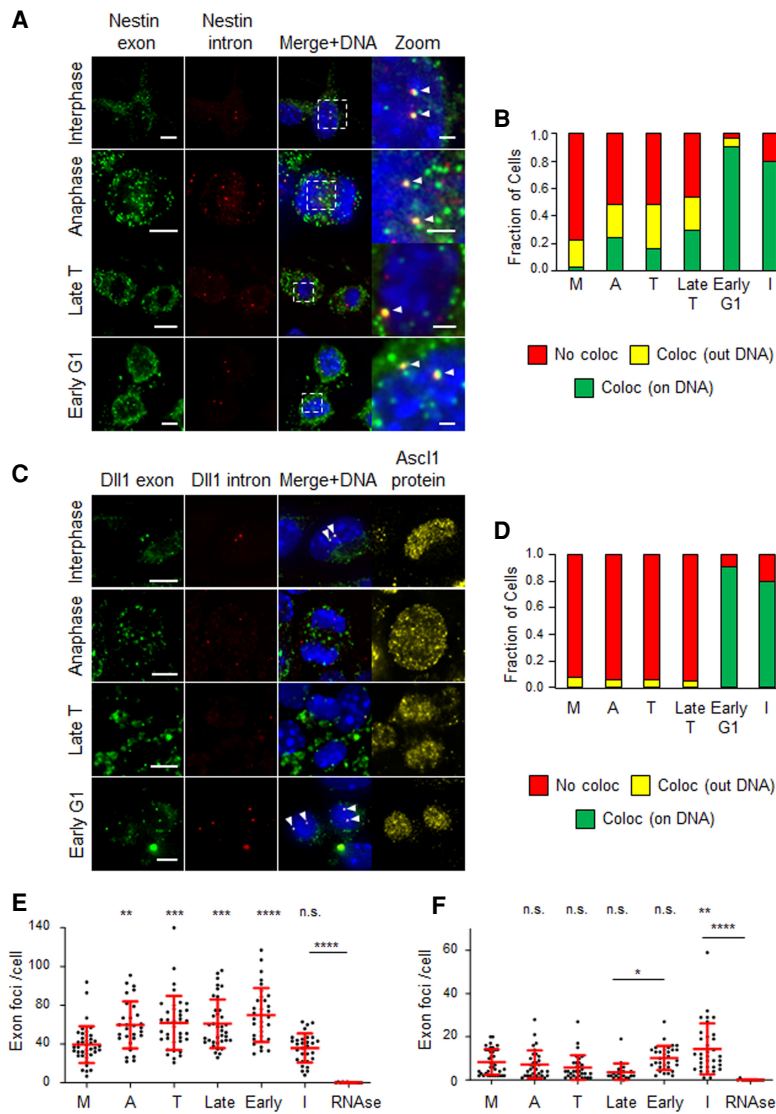 A
Nestin exon
Nestin intron
Merge+DNA
Zoom
Interphase
Anaphase
Late T
Early G1
B
Fraction of Cells
1.0
0.8
0.6
0.4
0.2
0.0
M A T Late T Early G1 I
No coloc
Coloc (out DNA)
Coloc (on DNA)
C
Dll1 exon
Dll1 intron
Merge+DNA
Ascl1 protein
Interphase
Anaphase
Late T
Early G1
D
Fraction of Cells
1.0
0.8
0.6
0.4
0.2
0.0
M A T Late T Early G1 I
No coloc
Coloc (out DNA)
Coloc (on DNA)
E
Exon foci /cell
140
100
80
40
0
** *** *** **** n.s.
****
M A T Late Early I RNAse
F
Exon foci /cell
60
40
20
0
n.s. n.s. n.s. n.s. **
****
*
M A T Late Early I RNAse